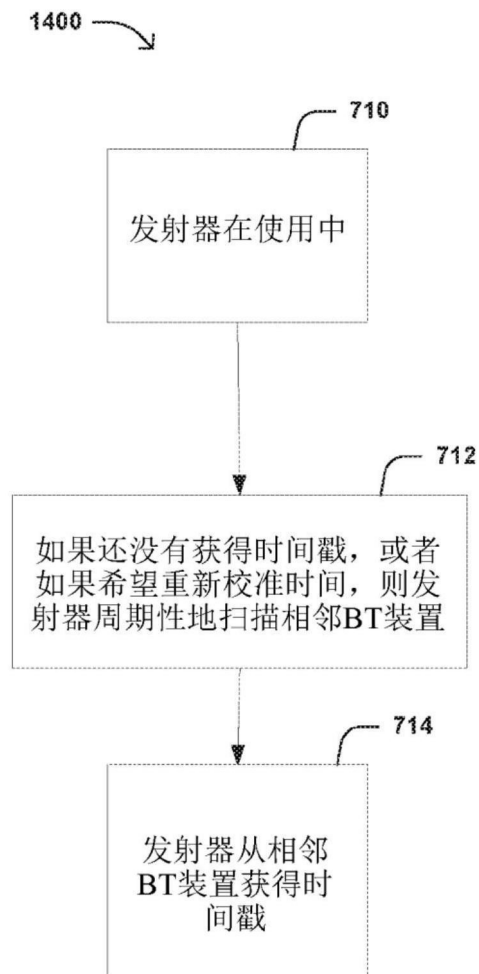 1400
710
发射器在使用中
712
如果还没有获得时间戳，或者
如果希望重新校准时间，则发
射器周期性地扫描相邻BT装置
714
发射器从相邻
BT装置获得时
间戳